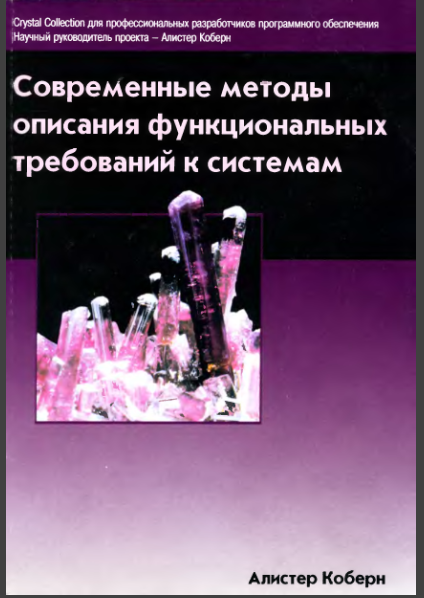 Crystal Collection для профессиональных разработчиков программного обеспечения
Научный руководитель проекта – Алистер Коберн
Современные методы
описания функциональных
требований к системам
Алистер Коберн